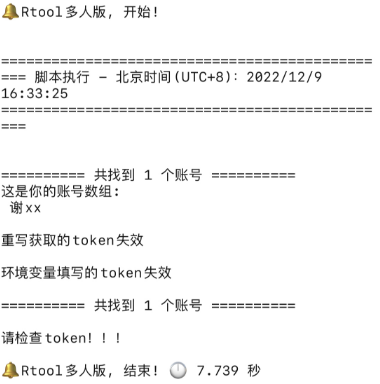 🔔Rtool多人版, 开始!
=============================================
=== 脚本执行 - 北京时间(UTC+8): 2022/12/9
16:33:25
=============================================
===
========== 共找到 1 个账号 ==========
这是你的账号数组:
谢xx
重写获取的token失效
环境变量填写的token失效
========== 共找到 1 个账号 ==========
请检查token!!!
🔔Rtool多人版, 结束! 🕛 7.739 秒